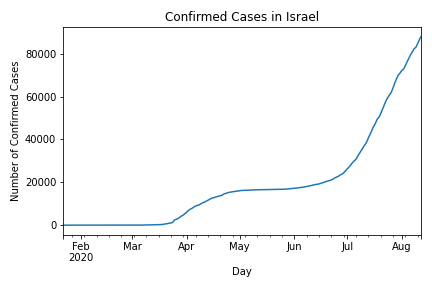 Confirmed Cases in Israel
Number of Confirmed Cases
80000
60000
40000
20000
0
Feb
2020
Mar
Apr
May
Jun
Jul
Aug
Day